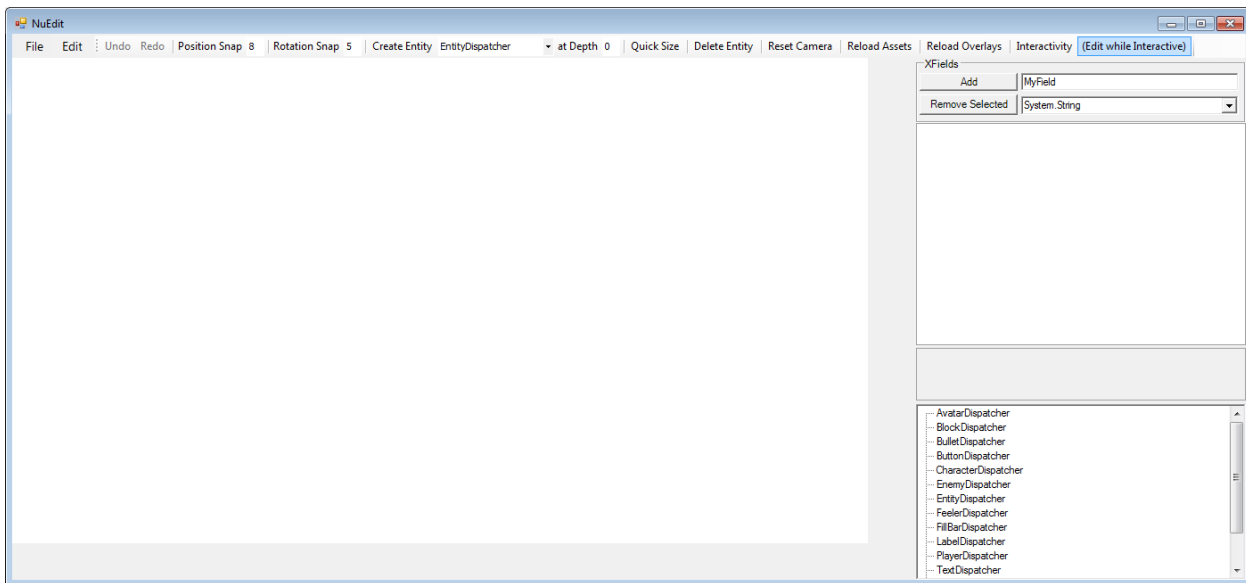 NuEdit
File Edit Undo Redo Position Snap 8 Rotation Snap 5 Create Entity EntityDispatcher at Depth 0 Quick Size Delete Entity Reset Camera Reload Assets Reload Overlays Interactivity (Edit while Interactive)
XFields
Add MyField
Remove Selected System.String
AvatarDispatcher
BlockDispatcher
BulletDispatcher
ButtonDispatcher
CharacterDispatcher
EnemyDispatcher
EntityDispatcher
FeelerDispatcher
FillBarDispatcher
LabelDispatcher
PlayerDispatcher
TextDispatcher